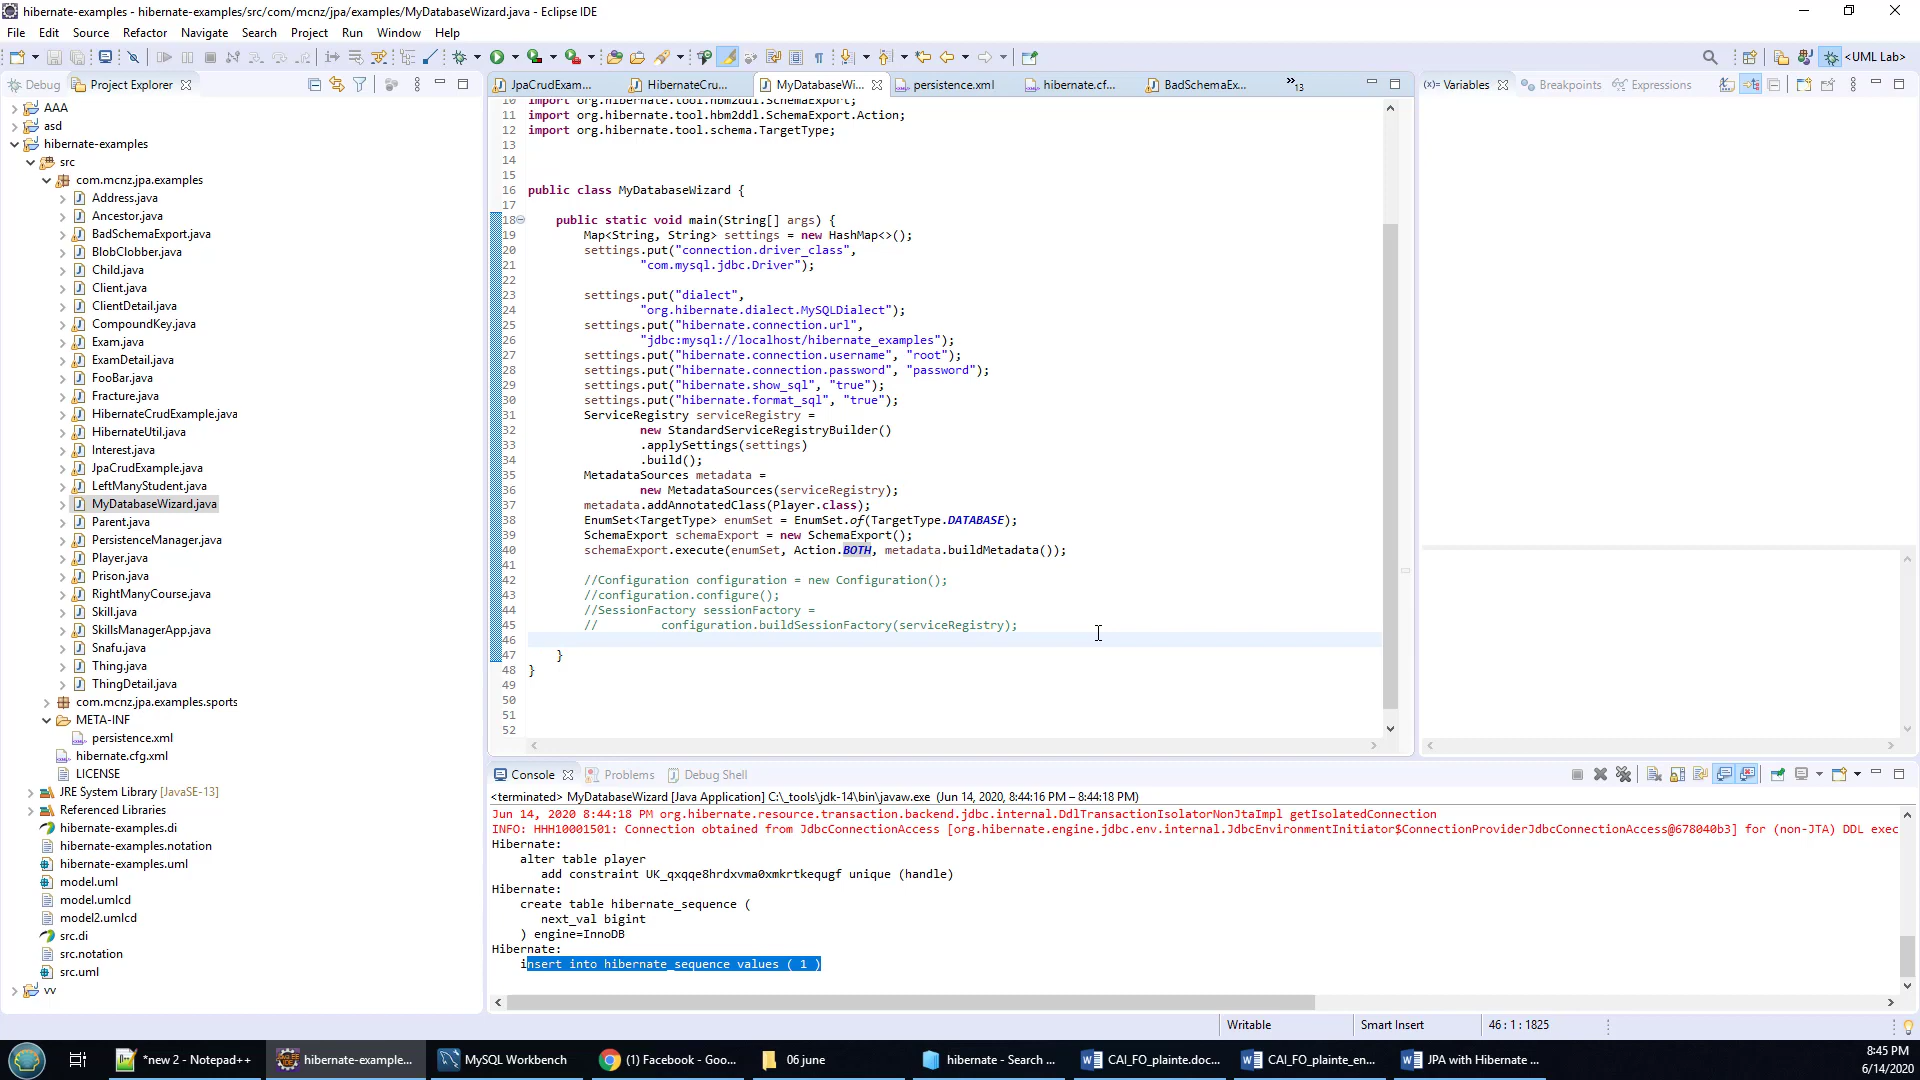 hibernate-examples - hibernate-examples/src/com/mcnz/jpa/examples/MyDatabaseWizard.java - Eclipse IDE
File Edit Source Refactor Navigate Search Project Run Window Help
<UML Lab>
Debug Project Explorer
JpaCrudExam... HibernateCru... MyDatabaseWi... persistence.xml hibernate.cf... BadSchemaEx... »13
(x)= Variables Breakpoints Expressions
AAA
asd
hibernate-examples
src
com.mcnz.jpa.examples
Address.java
Ancestor.java
BadSchemaExport.java
BlobClobber.java
Child.java
Client.java
ClientDetail.java
CompoundKey.java
Exam.java
ExamDetail.java
FooBar.java
Fracture.java
HibernateCrudExample.java
HibernateUtil.java
Interest.java
JpaCrudExample.java
LeftManyStudent.java
MyDatabaseWizard.java
Parent.java
PersistenceManager.java
Player.java
Prison.java
RightManyCourse.java
Skill.java
SkillsManagerApp.java
Snafu.java
Thing.java
ThingDetail.java
com.mcnz.jpa.examples.sports
META-INF
persistence.xml
hibernate.cfg.xml
LICENSE
JRE System Library [JavaSE-13]
Referenced Libraries
hibernate-examples.di
hibernate-examples.notation
hibernate-examples.uml
model.uml
model.umlcd
model2.umlcd
src.di
src.notation
src.uml
vv
10 import org.hibernate.tool.hbm2ddl.SchemaExport;
11 import org.hibernate.tool.hbm2ddl.SchemaExport.Action;
12 import org.hibernate.tool.schema.TargetType;
13
14
15
16 public class MyDatabaseWizard {
17
18 public static void main(String[] args) {
19 Map<String, String> settings = new HashMap<>();
20 settings.put("connection.driver_class",
21 "com.mysql.jdbc.Driver");
22
23 settings.put("dialect",
24 "org.hibernate.dialect.MySQLDialect");
25 settings.put("hibernate.connection.url",
26 "jdbc:mysql://localhost/hibernate_examples");
27 settings.put("hibernate.connection.username", "root");
28 settings.put("hibernate.connection.password", "password");
29 settings.put("hibernate.show_sql", "true");
30 settings.put("hibernate.format_sql", "true");
31 ServiceRegistry serviceRegistry =
32 new StandardServiceRegistryBuilder()
33 .applySettings(settings)
34 .build();
35 MetadataSources metadata =
36 new MetadataSources(serviceRegistry);
37 metadata.addAnnotatedClass(Player.class);
38 EnumSet<TargetType> enumSet = EnumSet.of(TargetType.DATABASE);
39 SchemaExport schemaExport = new SchemaExport();
40 schemaExport.execute(enumSet, Action.BOTH, metadata.buildMetadata());
41
42 //Configuration configuration = new Configuration();
43 //configuration.configure();
44 //SessionFactory sessionFactory =
45 // configuration.buildSessionFactory(serviceRegistry);
46
47 }
48 }
49
50
51
52
Console Problems Debug Shell
<terminated> MyDatabaseWizard [Java Application] C:\_tools\jdk-14\bin\javaw.exe (Jun 14, 2020, 8:44:16 PM – 8:44:18 PM)
Jun 14, 2020 8:44:18 PM org.hibernate.resource.transaction.backend.jdbc.internal.DdlTransactionIsolatorNonJtaImpl getIsolatedConnection
INFO: HHH10001501: Connection obtained from JdbcConnectionAccess [org.hibernate.engine.jdbc.env.internal.JdbcEnvironmentInitiator$ConnectionProviderJdbcConnectionAccess@678040b3] for (non-JTA) DDL exec
Hibernate:
alter table player
add constraint UK_qxqqe8hrdxvma0xmkrtkequgf unique (handle)
Hibernate:
create table hibernate_sequence (
next_val bigint
) engine=InnoDB
Hibernate:
insert into hibernate_sequence values ( 1 )
Writable Smart Insert 46 : 1 : 1825
*new 2 - Notepad++ hibernate-example... MySQL Workbench (1) Facebook - Goo... 06 june hibernate - Search ... CAI_FO_plainte.doc... CAI_FO_plainte_en... JPA with Hibernate ...
8:45 PM
6/14/2020